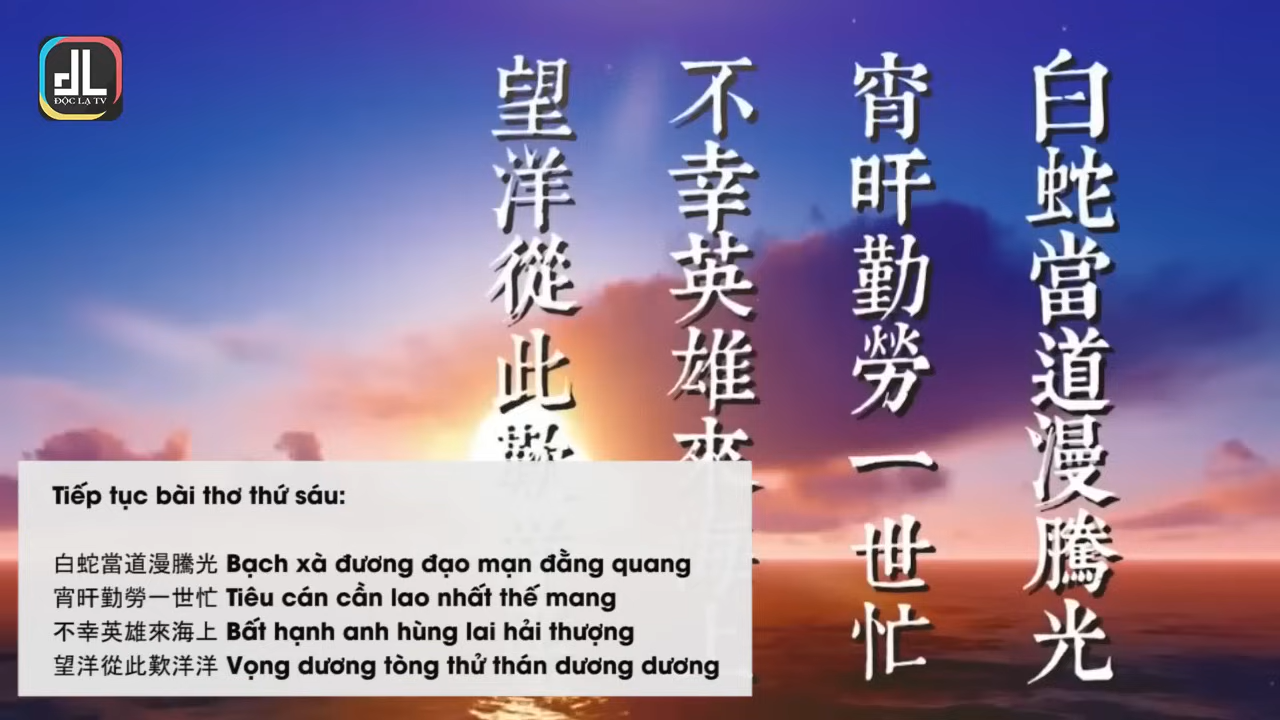 ĐỘC LẠ TV
白蛇當道漫騰光
宵旰勤勞一世忙
不幸英雄來
望洋從此歎
Tiếp tục bài thơ thứ sáu:
白蛇當道漫騰光 Bạch xà đương đạo mạn đằng quang
宵旰勤勞一世忙 Tiêu cán cần lao nhất thế mang
不幸英雄來海上 Bất hạnh anh hùng lai hải thượng
望洋從此歎洋洋 Vọng dương tòng thử thán dương dương